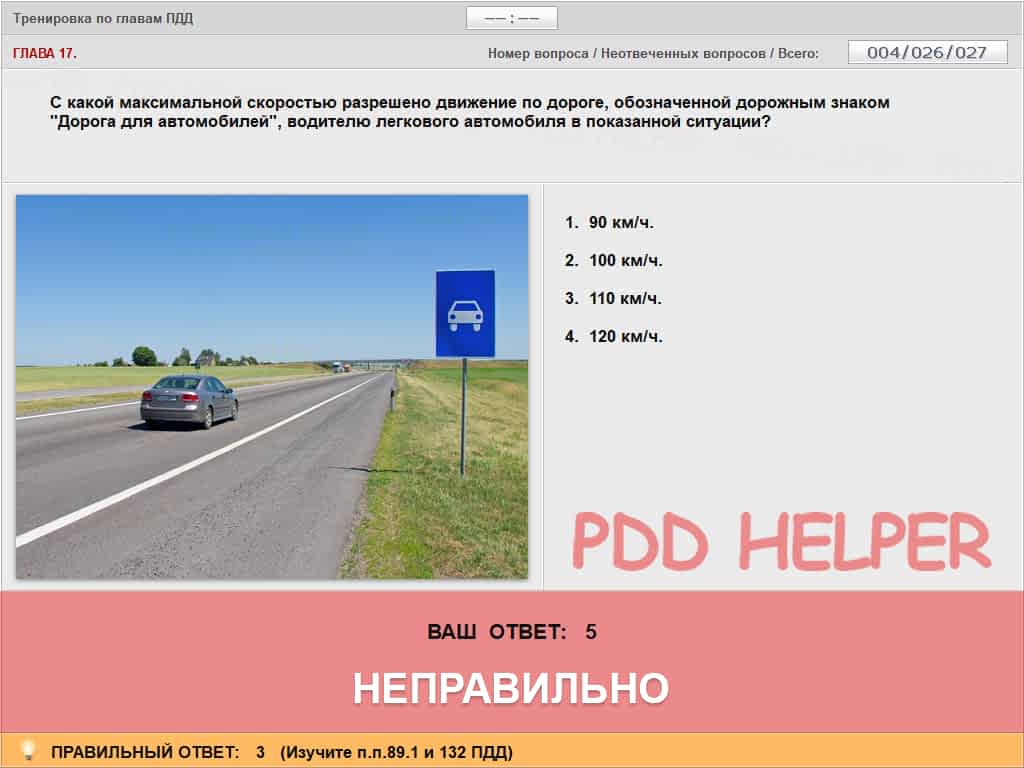 Тренировка по главам ПДД
—— : ——
ГЛАВА 17.
Номер вопроса / Неотвеченных вопросов / Всего:
004/026/027
С какой максимальной скоростью разрешено движение по дороге, обозначенной дорожным знаком
"Дорога для автомобилей", водителю легкового автомобиля в показанной ситуации?
1. 90 км/ч.
2. 100 км/ч.
3. 110 км/ч.
4. 120 км/ч.
PDD HELPER
ВАШ ОТВЕТ: 5
НЕПРАВИЛЬНО
ПРАВИЛЬНЫЙ ОТВЕТ: 3 (Изучите п.п.89.1 и 132 ПДД)